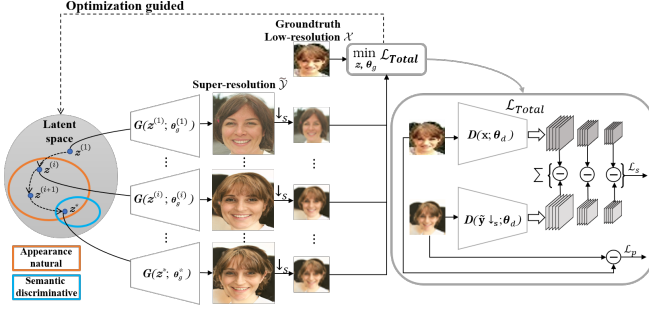 Optimization guided
Groundtruth
Low-resolution 𝒳
min ℒ_Total
z, θ_g
Super-resolution ỹ
ℒ_Total
Latent
space
z^(1)
z^(i)
z^(i+1)
z^*
G(z^(1); θ_g^(1))
↓s
G(z^(i); θ_g^(i))
↓s
G(z^*; θ_g^*)
↓s
D(x; θ_d)
Σ { − − − } ℒ_s
D(ỹ ↓s; θ_d)
ℒ_p
Appearance
natural
Semantic
discriminative